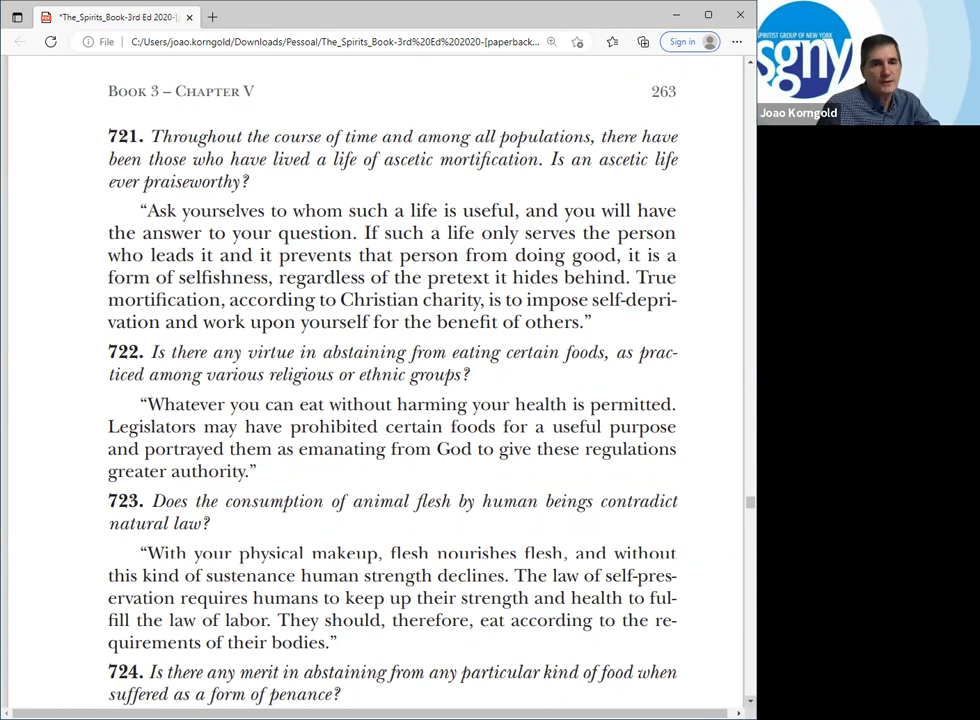 *The_Spirits_Book-3rd Ed 2020-[
File
C:/Users/joao.korngold/Downloads/Pessoal/The_Spirits_Book-3rd%20Ed%202020-[paperback...
Sign in
SPIRITIST GROUP OF NEW YORK
sgny
Joao Korngold
BOOK 3 – CHAPTER V
263
721. Throughout the course of time and among all populations, there have
been those who have lived a life of ascetic mortification. Is an ascetic life
ever praiseworthy?
“Ask yourselves to whom such a life is useful, and you will have
the answer to your question. If such a life only serves the person
who leads it and it prevents that person from doing good, it is a
form of selfishness, regardless of the pretext it hides behind. True
mortification, according to Christian charity, is to impose self-depri-
vation and work upon yourself for the benefit of others.”
722. Is there any virtue in abstaining from eating certain foods, as prac-
ticed among various religious or ethnic groups?
“Whatever you can eat without harming your health is permitted.
Legislators may have prohibited certain foods for a useful purpose
and portrayed them as emanating from God to give these regulations
greater authority.”
723. Does the consumption of animal flesh by human beings contradict
natural law?
“With your physical makeup, flesh nourishes flesh, and without
this kind of sustenance human strength declines. The law of self-pres-
ervation requires humans to keep up their strength and health to ful-
fill the law of labor. They should, therefore, eat according to the re-
quirements of their bodies.”
724. Is there any merit in abstaining from any particular kind of food when
suffered as a form of penance?